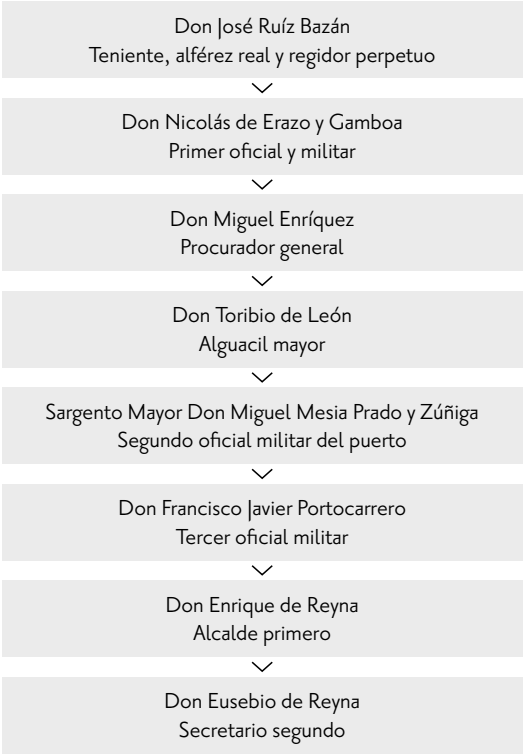 Don José Ruíz Bazán
Teniente, alférez real y regidor perpetuo
Don Nicolás de Erazo y Gamboa
Primer oficial y militar
Don Miguel Enríquez
Procurador general
Don Toribio de León
Alguacil mayor
Sargento Mayor Don Miguel Mesia Prado y Zúñiga
Segundo oficial militar del puerto
Don Francisco Javier Portocarrero
Tercer oficial militar
Don Enrique de Reyna
Alcalde primero
Don Eusebio de Reyna
Secretario segundo